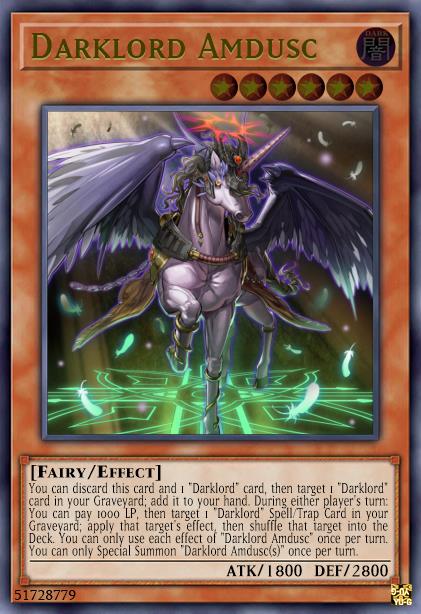 DARKLORD AMDUSC
DARK
闇
[FAIRY/EFFECT]
You can discard this card and 1 "Darklord" card, then target 1 "Darklord"
card in your Graveyard; add it to your hand. During either player's turn:
You can pay 1000 LP, then target 1 "Darklord" Spell/Trap Card in your
Graveyard; apply that target's effect, then shuffle that target into the
Deck. You can only use each effect of "Darklord Amdusc" once per turn.
You can only Special Summon "Darklord Amdusc(s)" once per turn.
ATK/1800 DEF/2800
51728779